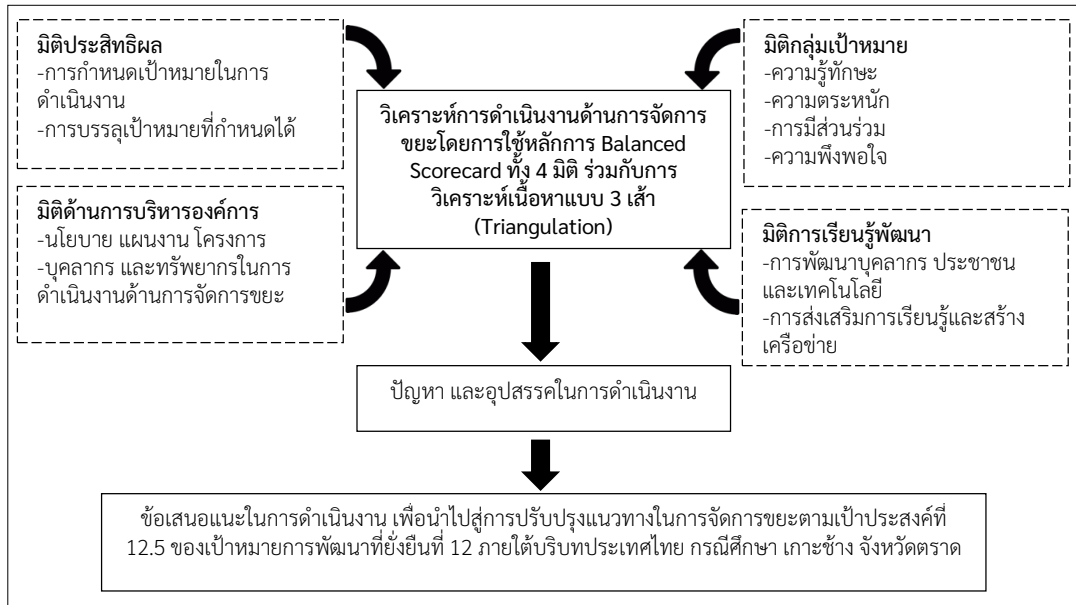 มิติประสิทธิผล
-การกำหนดเป้าหมายในการ
ดำเนินงาน
-การบรรลุเป้าหมายที่กำหนดได้
มิติด้านการบริหารองค์การ
-นโยบาย แผนงาน โครงการ
-บุคลากร และทรัพยากรในการ
ดำเนินงานด้านการจัดการขยะ
วิเคราะห์การดำเนินงานด้านการจัดการ
ขยะโดยการใช้หลักการ Balanced
Scorecard ทั้ง 4 มิติ ร่วมกับการ
วิเคราะห์เนื้อหาแบบ 3 เส้า
(Triangulation)
มิติกลุ่มเป้าหมาย
-ความรู้ทักษะ
-ความตระหนัก
-การมีส่วนร่วม
-ความพึงพอใจ
มิติการเรียนรู้พัฒนา
-การพัฒนาบุคลากร ประชาชน
และเทคโนโลยี
-การส่งเสริมการเรียนรู้และสร้าง
เครือข่าย
ปัญหา และอุปสรรคในการดำเนินงาน
ข้อเสนอแนะในการดำเนินงาน เพื่อนำไปสู่การปรับปรุงแนวทางในการจัดการขยะตามเป้าประสงค์ที่
12.5 ของเป้าหมายการพัฒนาที่ยั่งยืนที่ 12 ภายใต้บริบทประเทศไทย กรณีศึกษา เกาะช้าง จังหวัดตราด